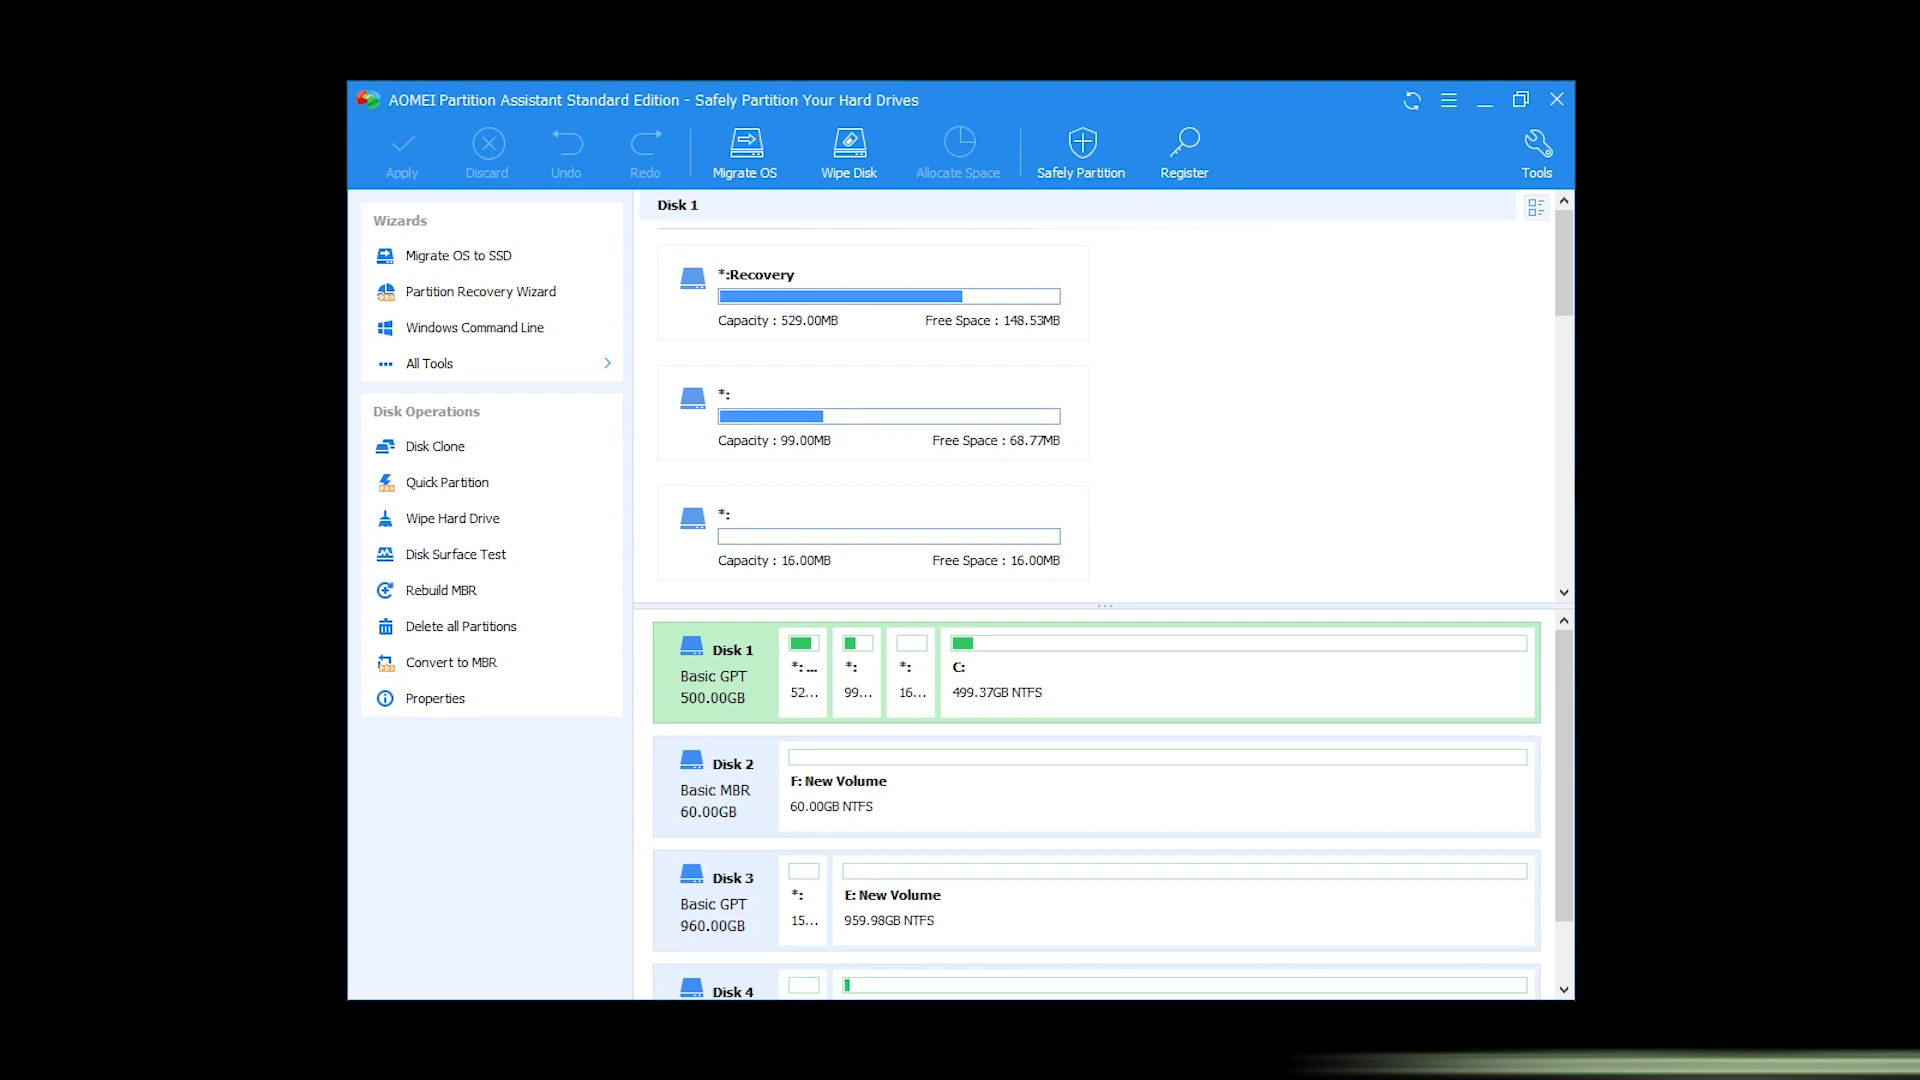 AOMEI Partition Assistant Standard Edition - Safely Partition Your Hard Drives
Apply
Discard
Undo
Redo
Migrate OS
Wipe Disk
Allocate Space
Safely Partition
Register
Tools
Wizards
Migrate OS to SSD
Partition Recovery Wizard
Windows Command Line
All Tools
Disk Operations
Disk Clone
Quick Partition
Wipe Hard Drive
Disk Surface Test
Rebuild MBR
Delete all Partitions
Convert to MBR
Properties
Disk 1
*:Recovery
Capacity : 529.00MB Free Space : 148.53MB
*:
Capacity : 99.00MB Free Space : 68.77MB
*:
Capacity : 16.00MB Free Space : 16.00MB
Disk 1
Basic GPT
500.00GB
*: ...
52...
*:
99...
*:
16...
C:
499.37GB NTFS
Disk 2
Basic MBR
60.00GB
F: New Volume
60.00GB NTFS
Disk 3
Basic GPT
960.00GB
*:
15...
E: New Volume
959.98GB NTFS
Disk 4